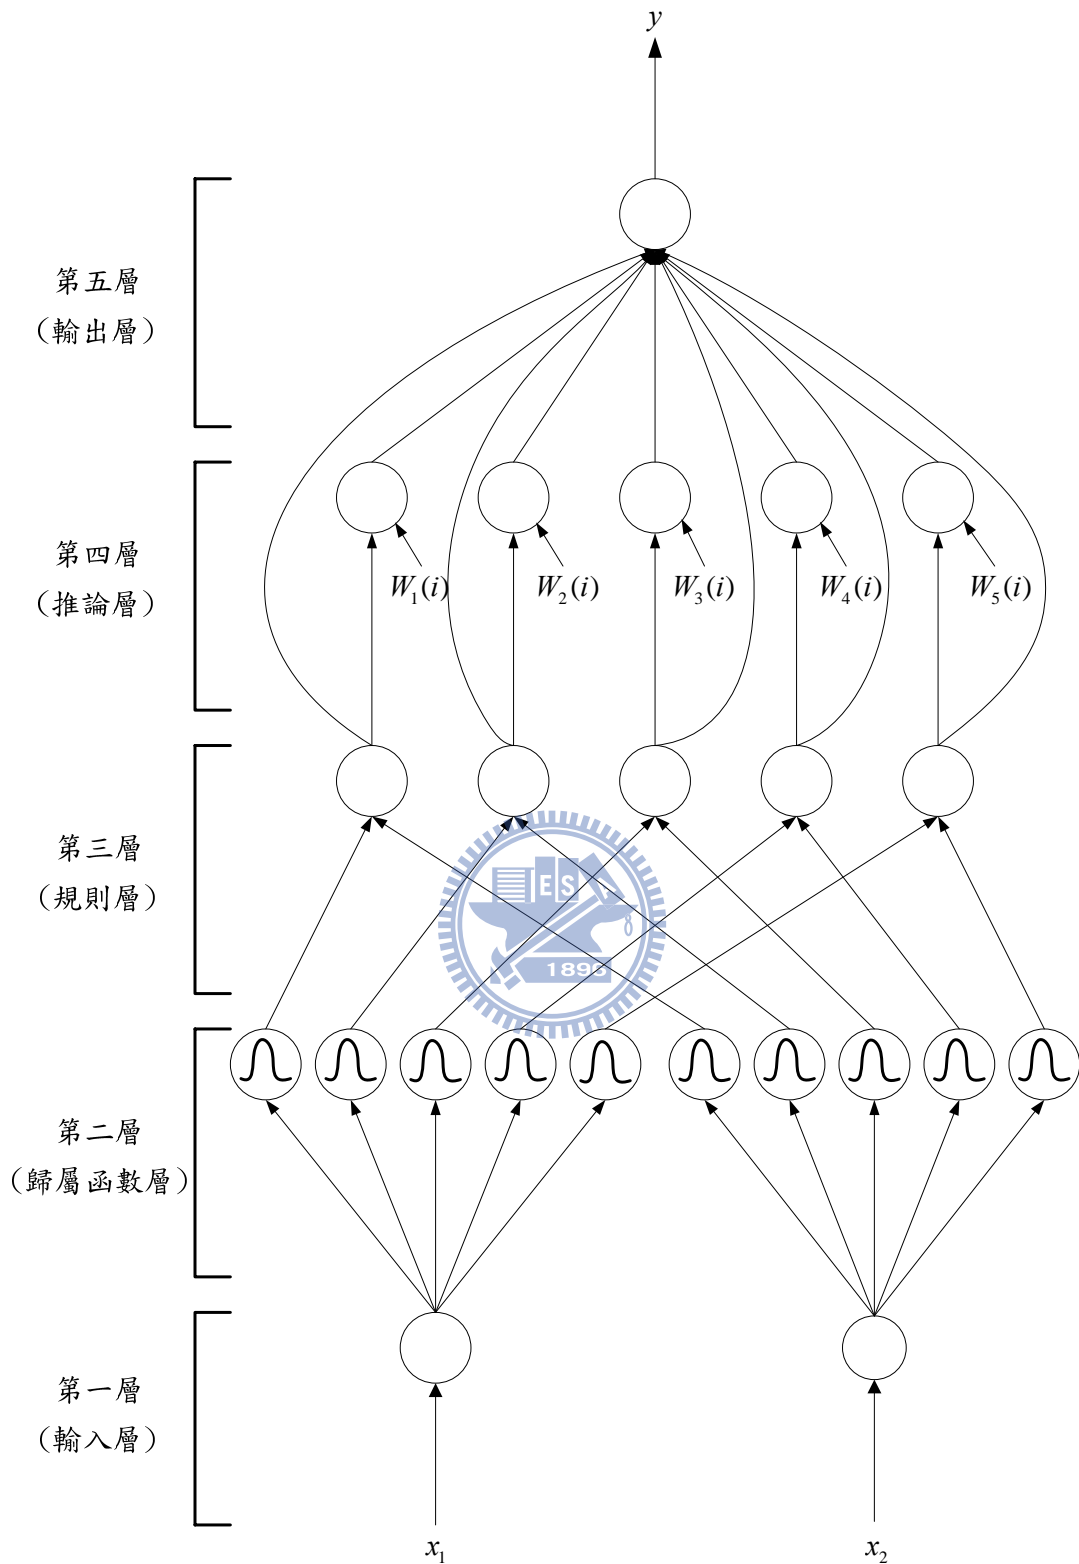 y
第五層
（輸出層）
第四層
（推論層）
W₁(i)
W₂(i)
W₃(i)
W₄(i)
W₅(i)
第三層
（規則層）
E S
1896
第二層
（歸屬函數層）
第一層
（輸入層）
x₁
x₂